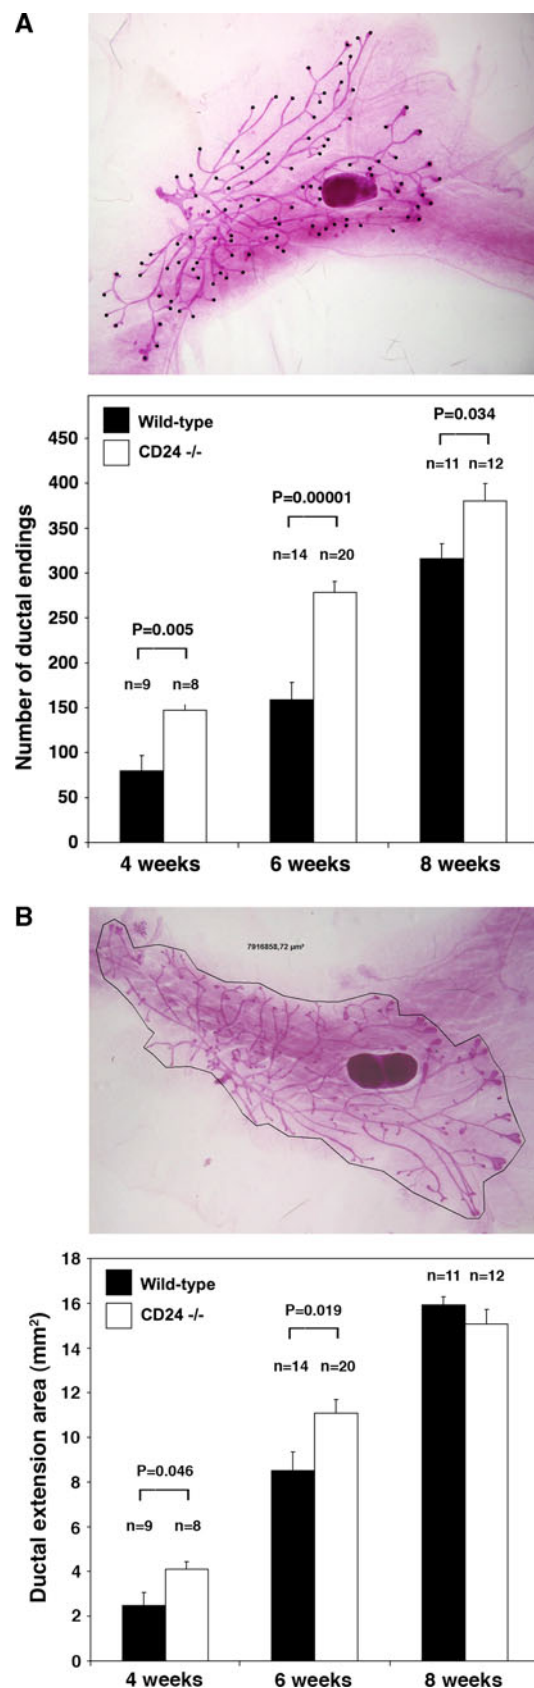 A
Number of ductal endings
450
400
350
300
250
200
150
100
50
0
Wild-type
CD24 -/-
P=0.005
n=9 n=8
P=0.00001
n=14 n=20
P=0.034
n=11 n=12
4 weeks 6 weeks 8 weeks
B
7916858,72 µm²
Ductal extension area (mm²)
18
16
14
12
10
8
6
4
2
0
Wild-type
CD24 -/-
P=0.046
n=9 n=8
P=0.019
n=14 n=20
n=11 n=12
4 weeks 6 weeks 8 weeks